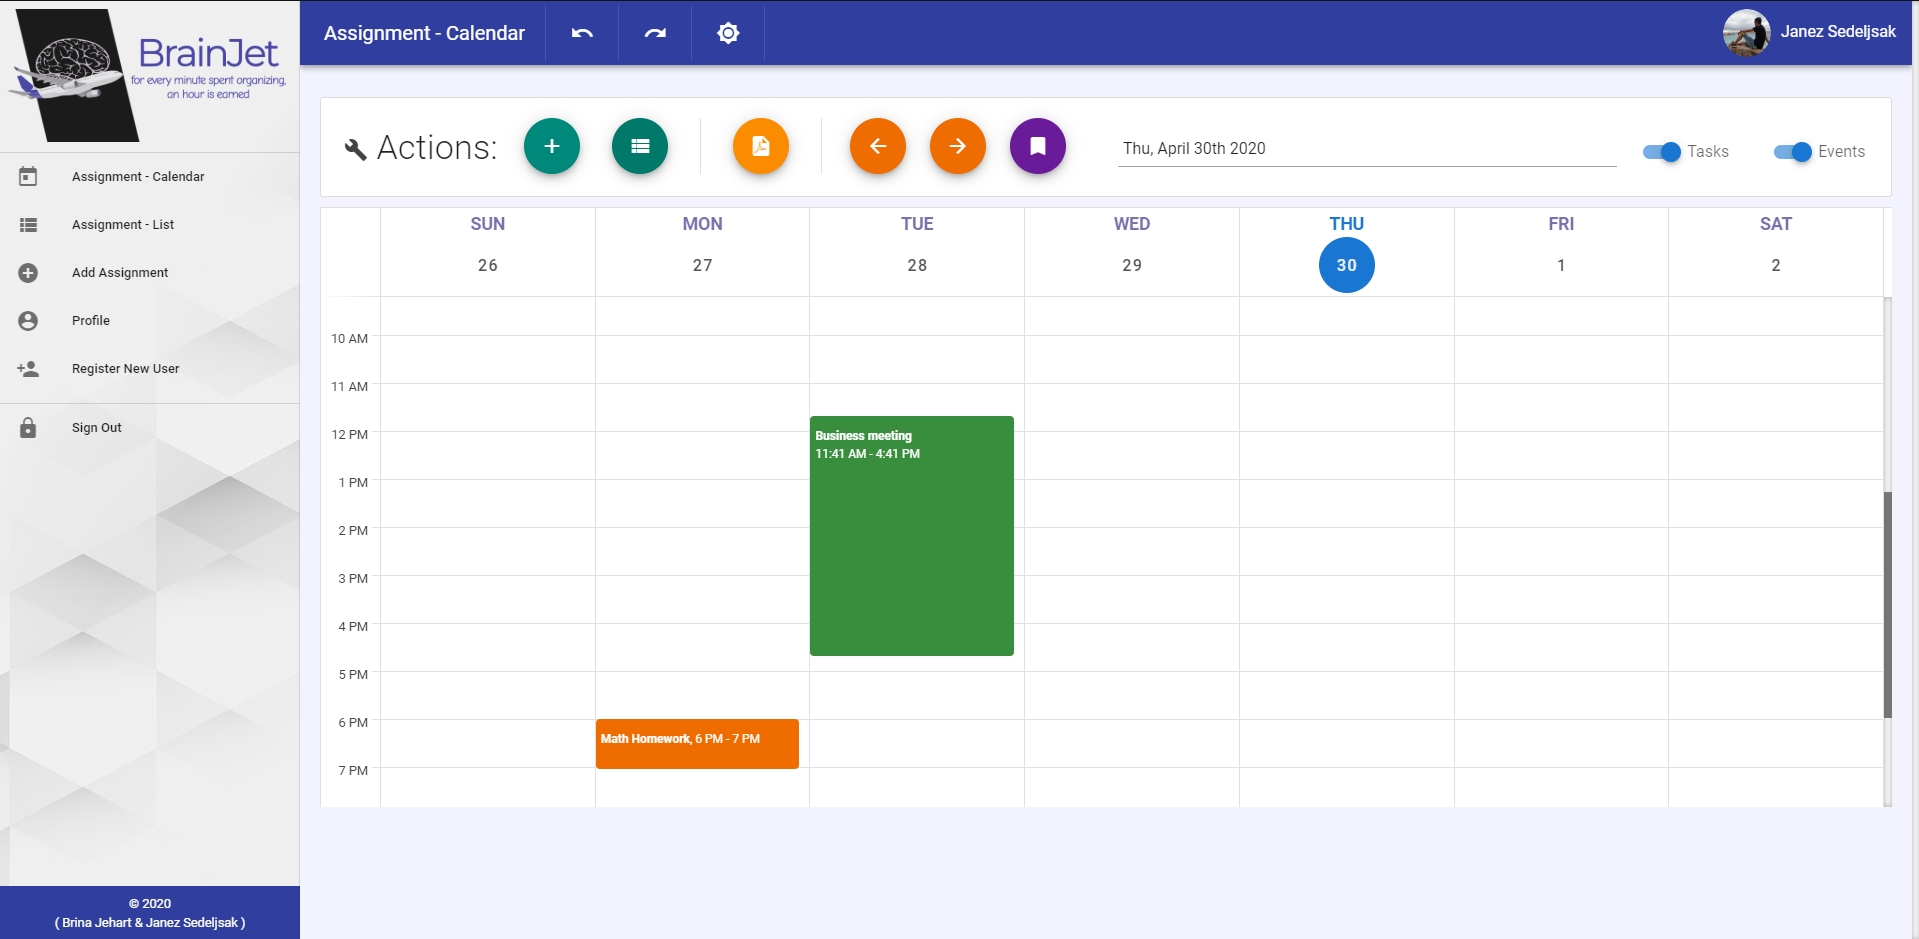 BrainJet
for every minute spent organizing,
an hour is earned
Assignment - Calendar
Assignment - List
Add Assignment
Profile
Register New User
Sign Out
© 2020
( Brina Jehart & Janez Sedeljsak )
Assignment - Calendar
Janez Sedeljsak
Actions:
Thu, April 30th 2020
Tasks
Events
SUN MON TUE WED THU FRI SAT
26 27 28 29 30 1 2
10 AM
11 AM
12 PM
1 PM
2 PM
3 PM
4 PM
5 PM
6 PM
7 PM
Business meeting
11:41 AM - 4:41 PM
Math Homework, 6 PM - 7 PM